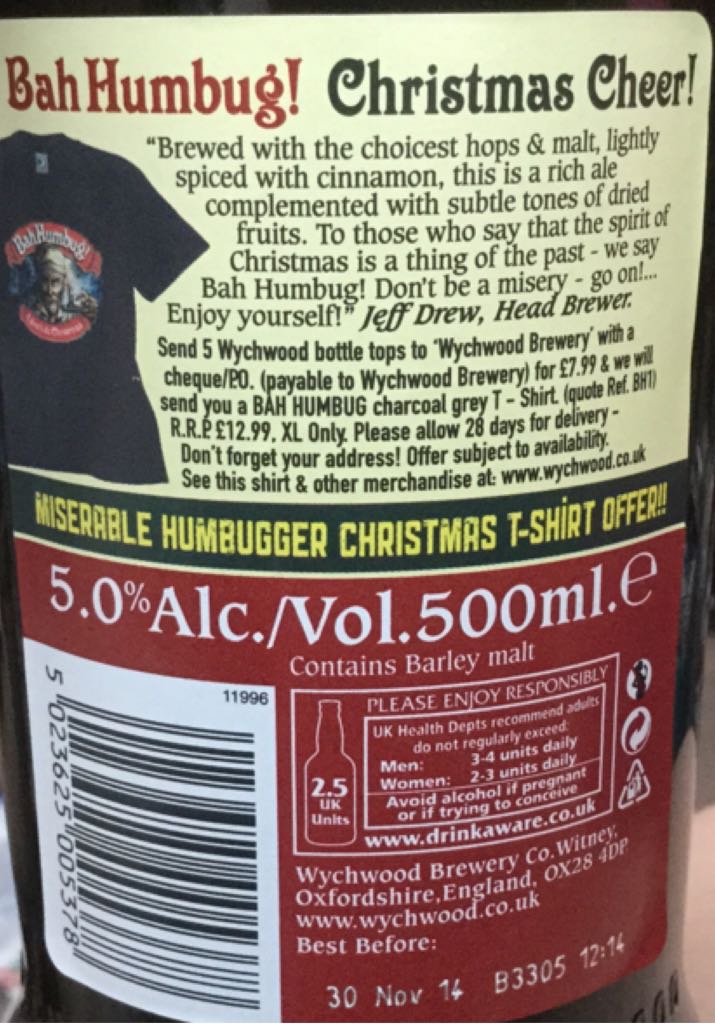 Bah Humbug! Christmas Cheer!
"Brewed with the choicest hops & malt, lightly
spiced with cinnamon, this is a rich ale
complemented with subtle tones of dried
fruits. To those who say that the spirit of
Christmas is a thing of the past - we say
Bah Humbug! Don't be a misery - go on!...
Enjoy yourself!" Jeff Drew, Head Brewer.
Bah Humbug!
Send 5 Wychwood bottle tops to 'Wychwood Brewery' with a
cheque/P.O. (payable to Wychwood Brewery) for £7.99 & we will
send you a BAH HUMBUG charcoal grey T - Shirt. (quote Ref. BH1)
R.R.P £12.99. XL Only. Please allow 28 days for delivery -
Don't forget your address! Offer subject to availability.
See this shirt & other merchandise at: www.wychwood.co.uk
MISERABLE HUMBUGGER CHRISTMAS T-SHIRT OFFER!!
5.0%Alc./Vol.500ml.e
Contains Barley malt
11996
5 023625 005378
PLEASE ENJOY RESPONSIBLY
UK Health Depts recommend adults
do not regularly exceed:
Men: 3-4 units daily
Women: 2-3 units daily
Avoid alcohol if pregnant
or if trying to conceive
2.5
UK
Units
www.drinkaware.co.uk
Wychwood Brewery Co.Witney,
Oxfordshire,England, OX28 4DP
www.wychwood.co.uk
Best Before:
30 Nov 14 B3305 12:14